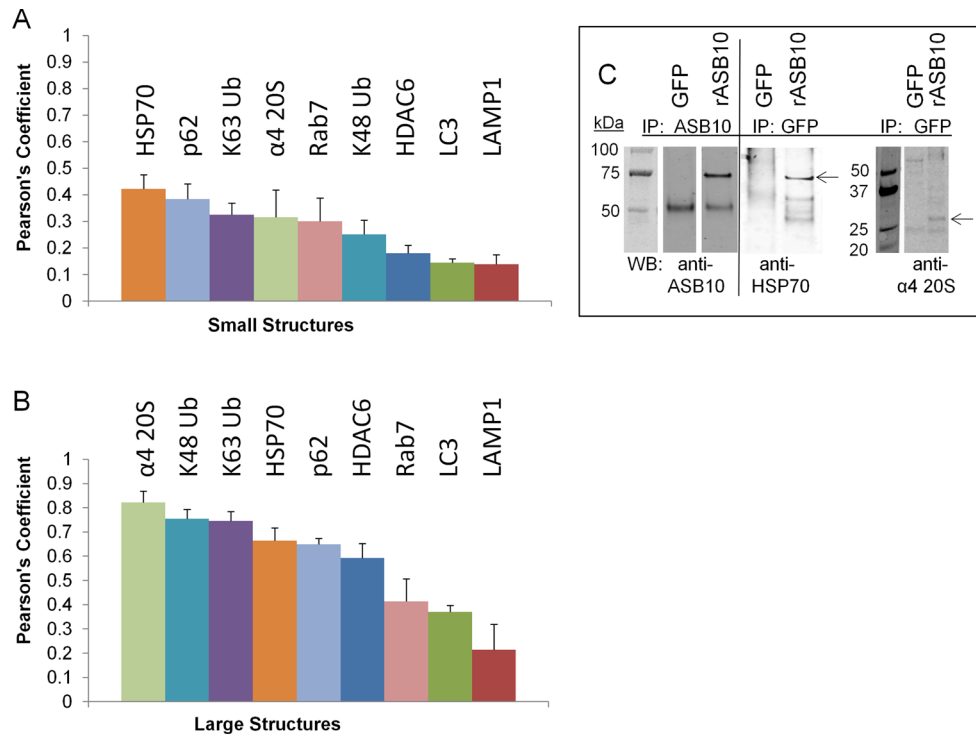 A
Pearson's Coefficient
1
0.9
0.8
0.7
0.6
0.5
0.4
0.3
0.2
0.1
0
HSP70
p62
K63 Ub
α4 20S
Rab7
K48 Ub
HDAC6
LC3
LAMP1
Small Structures
B
Pearson's Coefficient
1
0.9
0.8
0.7
0.6
0.5
0.4
0.3
0.2
0.1
0
α4 20S
K48 Ub
K63 Ub
HSP70
p62
HDAC6
Rab7
LC3
LAMP1
Large Structures
C
GFP
rASB10
GFP
rASB10
GFP
rASB10
kDa
IP: ASB10
IP: GFP
IP: GFP
100
75
50
50
37
25
20
WB:
anti-
ASB10
anti-
HSP70
anti-
α4 20S